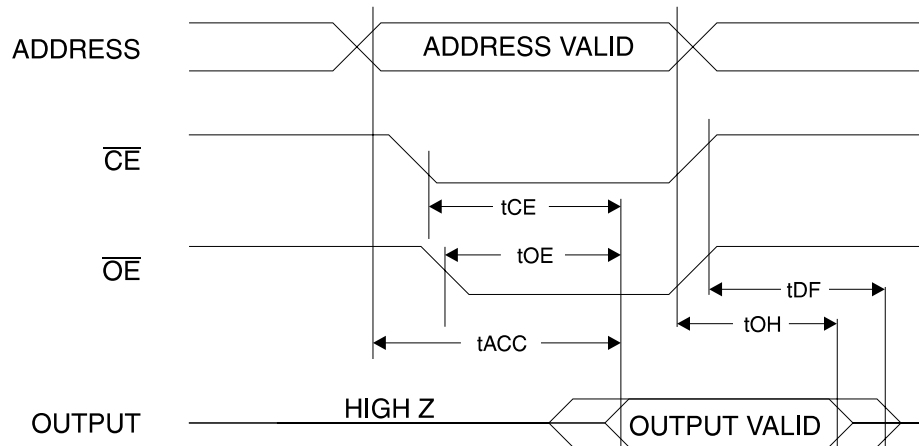 ADDRESS
ADDRESS VALID
CE
tCE
OE
tOE
tDF
tOH
tACC
HIGH Z
OUTPUT
OUTPUT VALID